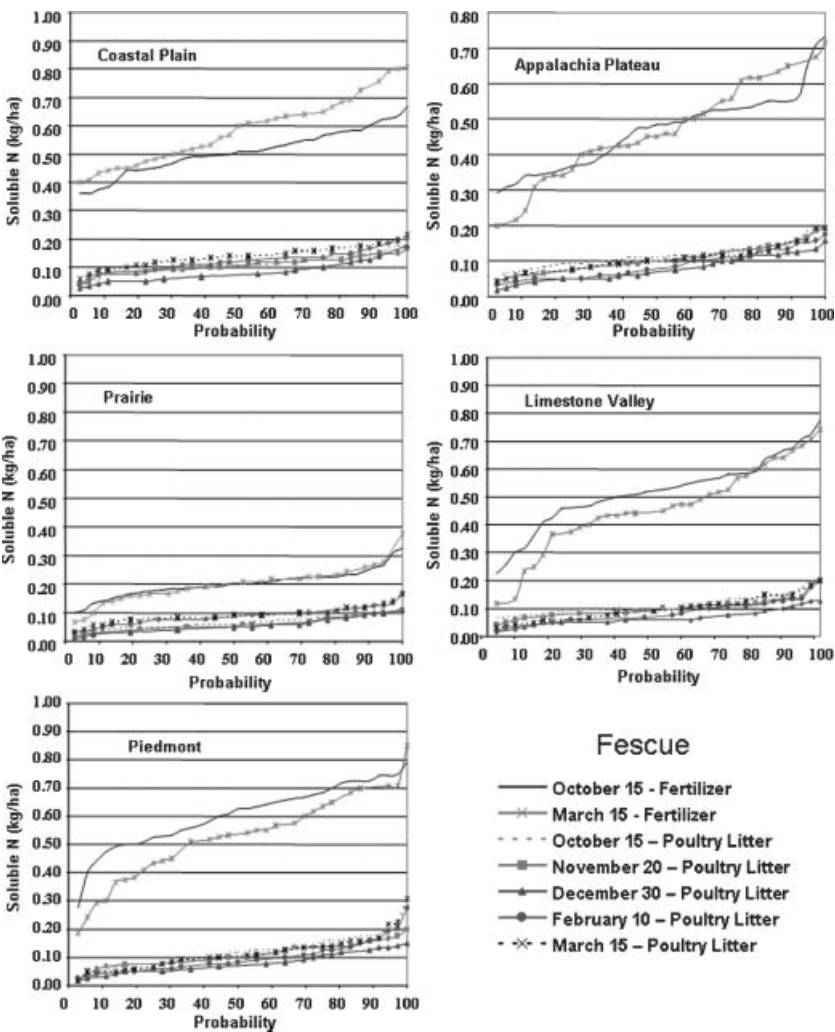 1.00
0.90
0.80
0.70
0.60
0.50
0.40
0.30
0.20
0.10
0.00
Soluble N (kg/ha)
Coastal Plain
0 10 20 30 40 50 60 70 80 90 100
Probability
0.80
0.70
0.60
0.50
0.40
0.30
0.20
0.10
0.00
Soluble N (kg/ha)
Appalachia Plateau
0 10 20 30 40 50 60 70 80 90 100
Probability
1.00
0.90
0.80
0.70
0.60
0.50
0.40
0.30
0.20
0.10
0.00
Soluble N (kg/ha)
Prairie
0 10 20 30 40 50 60 70 80 90 100
Probability
1.00
0.90
0.80
0.70
0.60
0.50
0.40
0.30
0.20
0.10
0.00
Soluble N (kg/ha)
Limestone Valley
0 10 20 30 40 50 60 70 80 90 100
Probability
1.00
0.90
0.80
0.70
0.60
0.50
0.40
0.30
0.20
0.10
0.00
Soluble N (kg/ha)
Piedmont
0 10 20 30 40 50 60 70 80 90 100
Probability
Fescue
October 15 - Fertilizer
March 15 - Fertilizer
October 15 – Poultry Litter
November 20 – Poultry Litter
December 30 – Poultry Litter
February 10 – Poultry Litter
March 15 – Poultry Litter